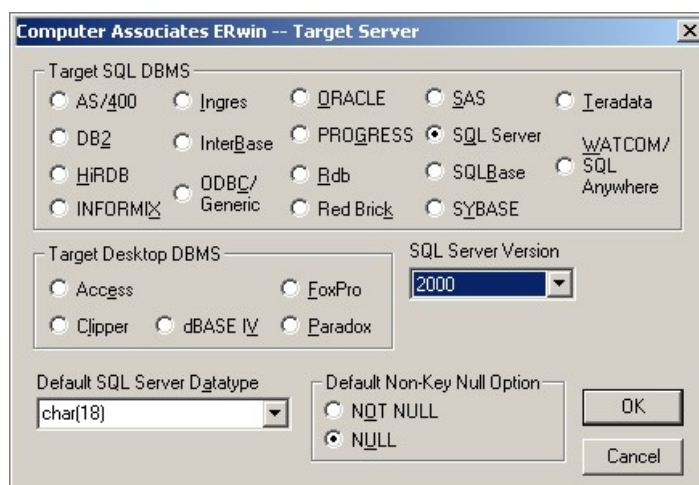 Computer Associates ERwin -- Target Server
Target SQL DBMS
AS/400
Ingres
ORACLE
SAS
Teradata
DB2
InterBase
PROGRESS
SQL Server
WATCOM/
SQL
Anywhere
HiRDB
ODBC/
Generic
Rdb
SQLBase
INFORMIX
Red Brick
SYBASE
Target Desktop DBMS
Access
FoxPro
Clipper
dBASE IV
Paradox
SQL Server Version
2000
Default SQL Server Datatype
char(18)
Default Non-Key Null Option
NOT NULL
NULL
OK
Cancel